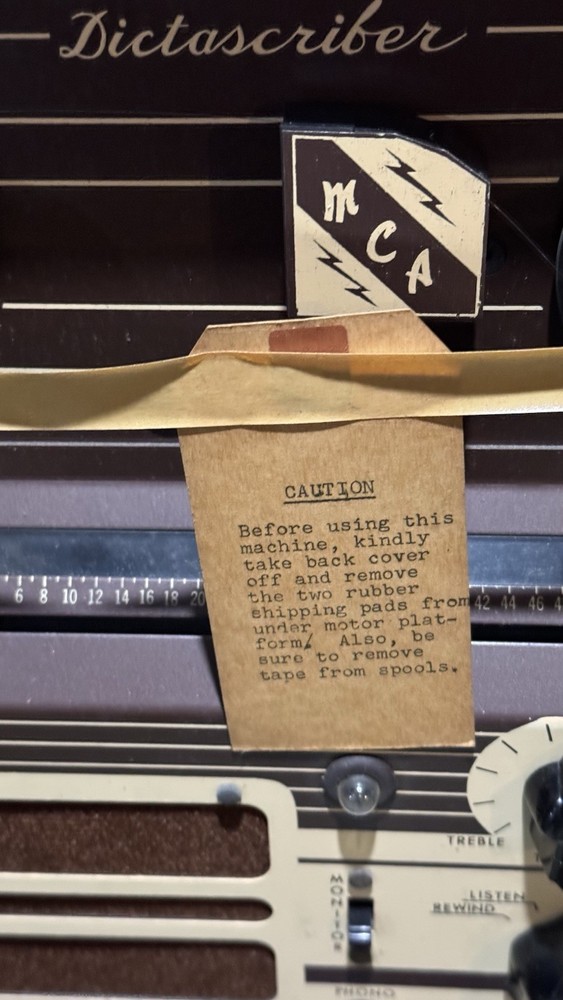 Dictascriber
MCA
CAUTION
Before using this
machine, kindly
take back cover
off and remove
the two rubber
shipping pads from
under motor plat-
form/ Also, be
sure to remove
tape from spools.
6 8 10 12 14 16 18 20 42 44 46
TREBLE
MONITOR
LISTEN
REWIND
PHONO